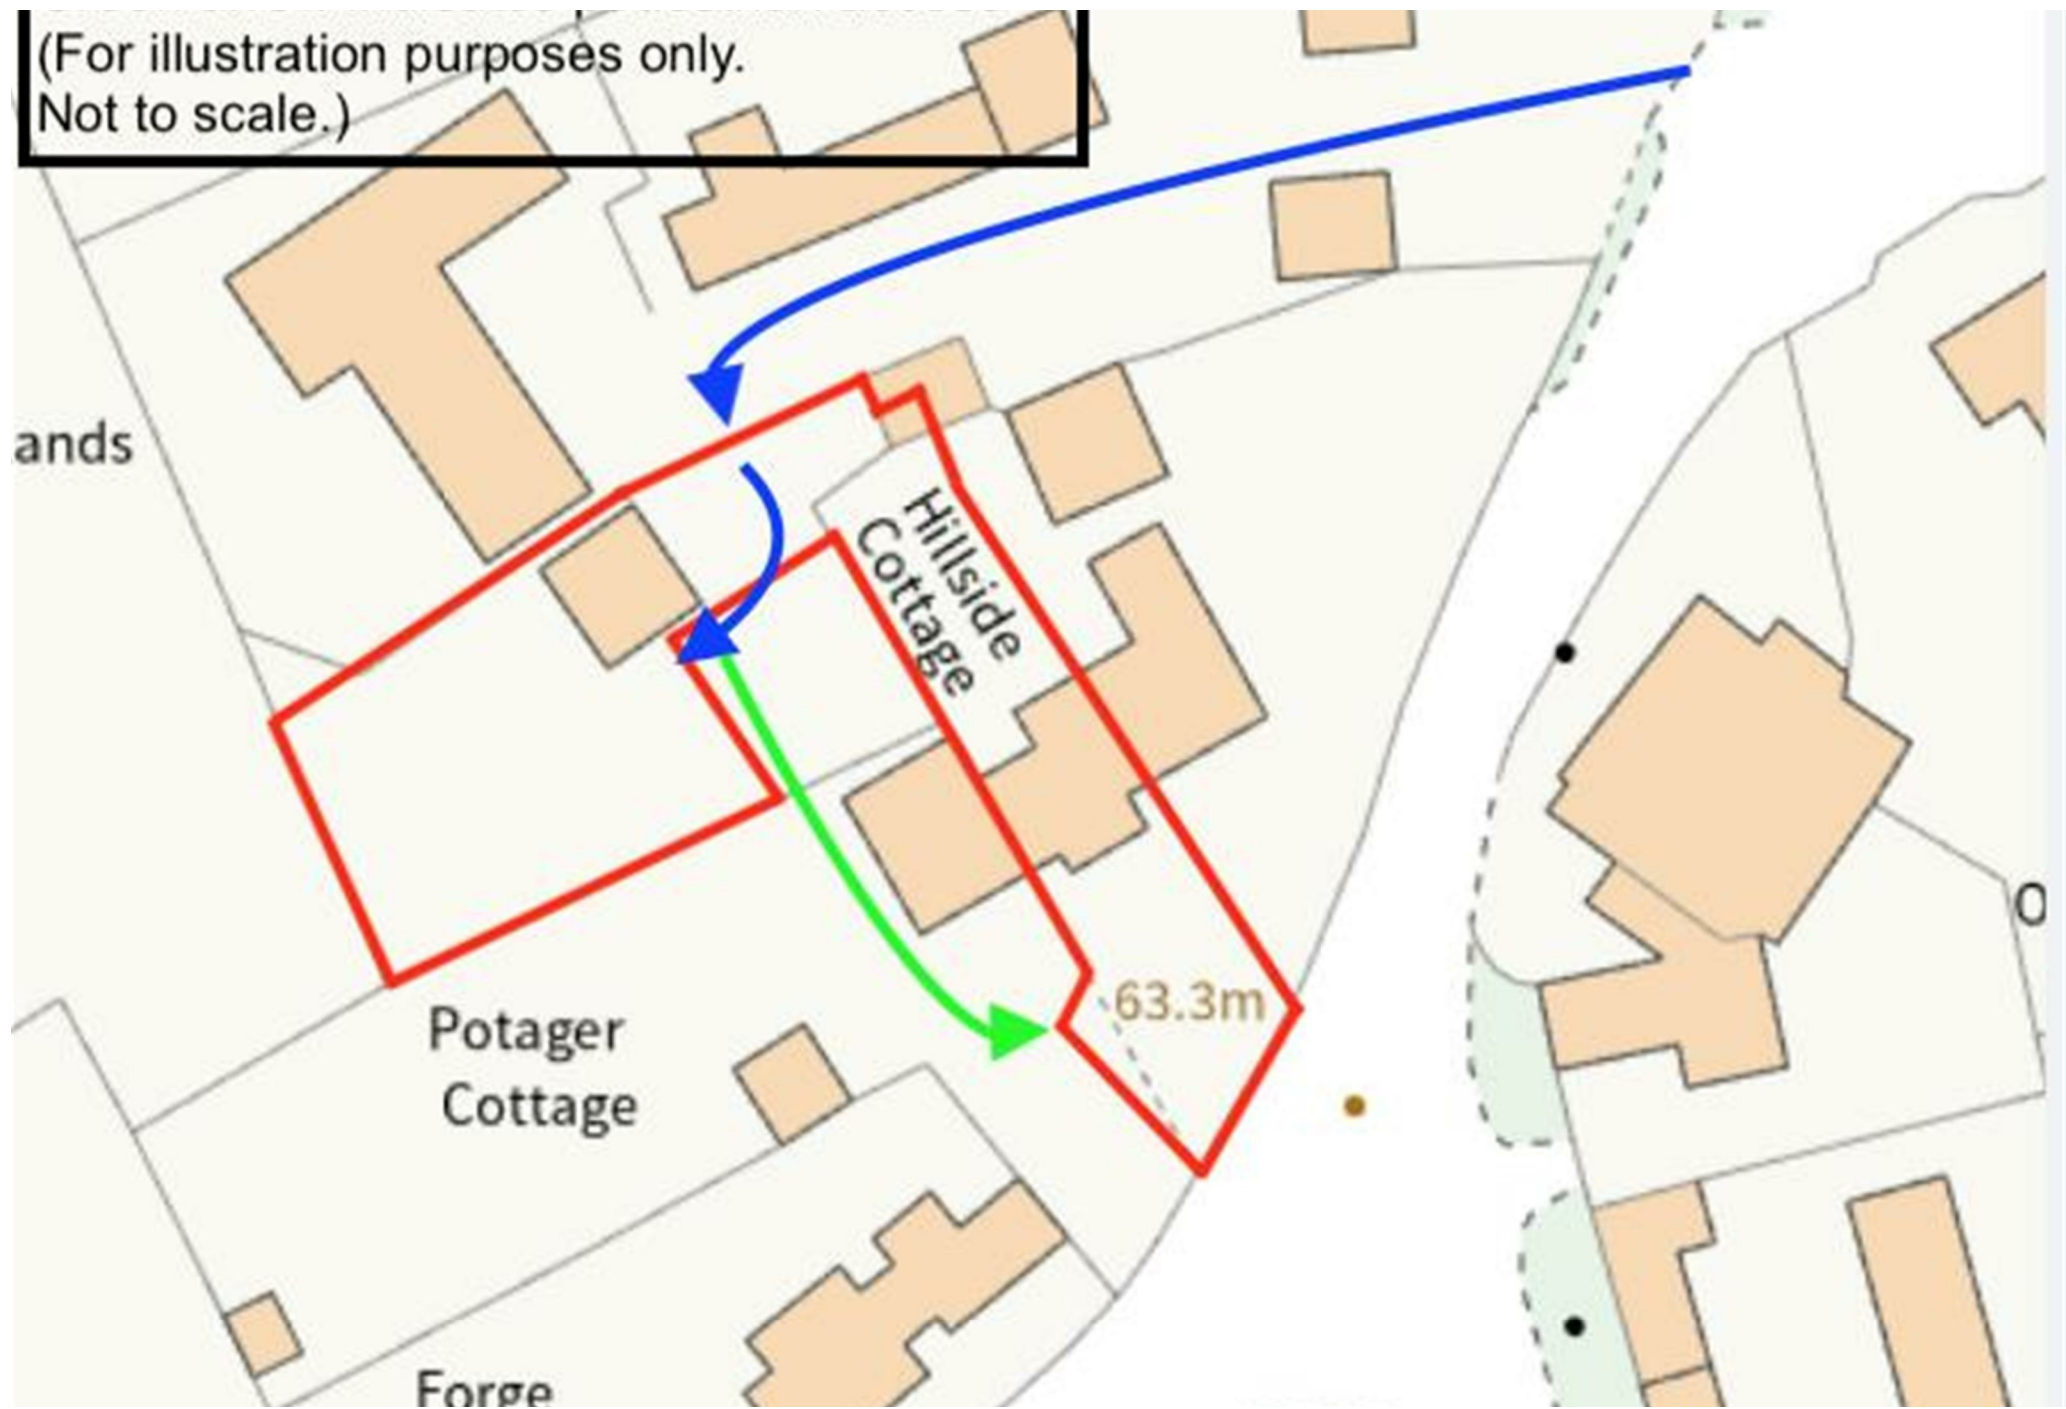 (For illustration purposes only.
Not to scale.)
ands
Hillside
Cottage
63.3m
O
Potager
Cottage
Forge